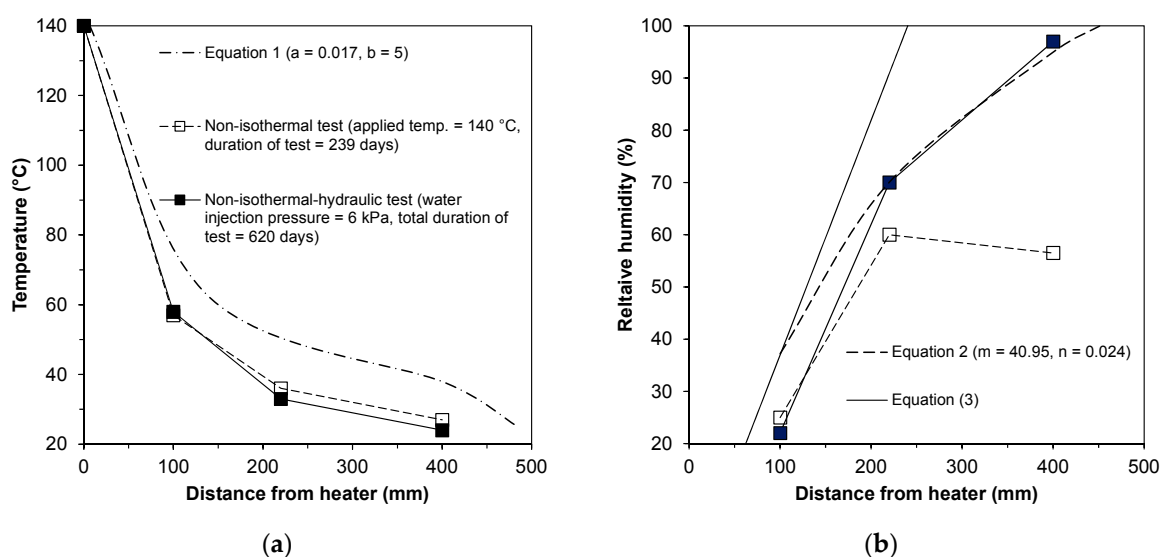 140
120
100
80
60
40
20
0
100
200
300
400
500
Temperature (°C)
Distance from heater (mm)
Equation 1 (a = 0.017, b = 5)
Non-isothermal test (applied temp. = 140 °C,
duration of test = 239 days)
Non-isothermal-hydraulic test (water
injection pressure = 6 kPa, total duration of
test = 620 days)
(a)
100
90
80
70
60
50
40
30
20
0
100
200
300
400
500
Reltaive humidity (%)
Distance from heater (mm)
Equation 2 (m = 40.95, n = 0.024)
Equation (3)
(b)